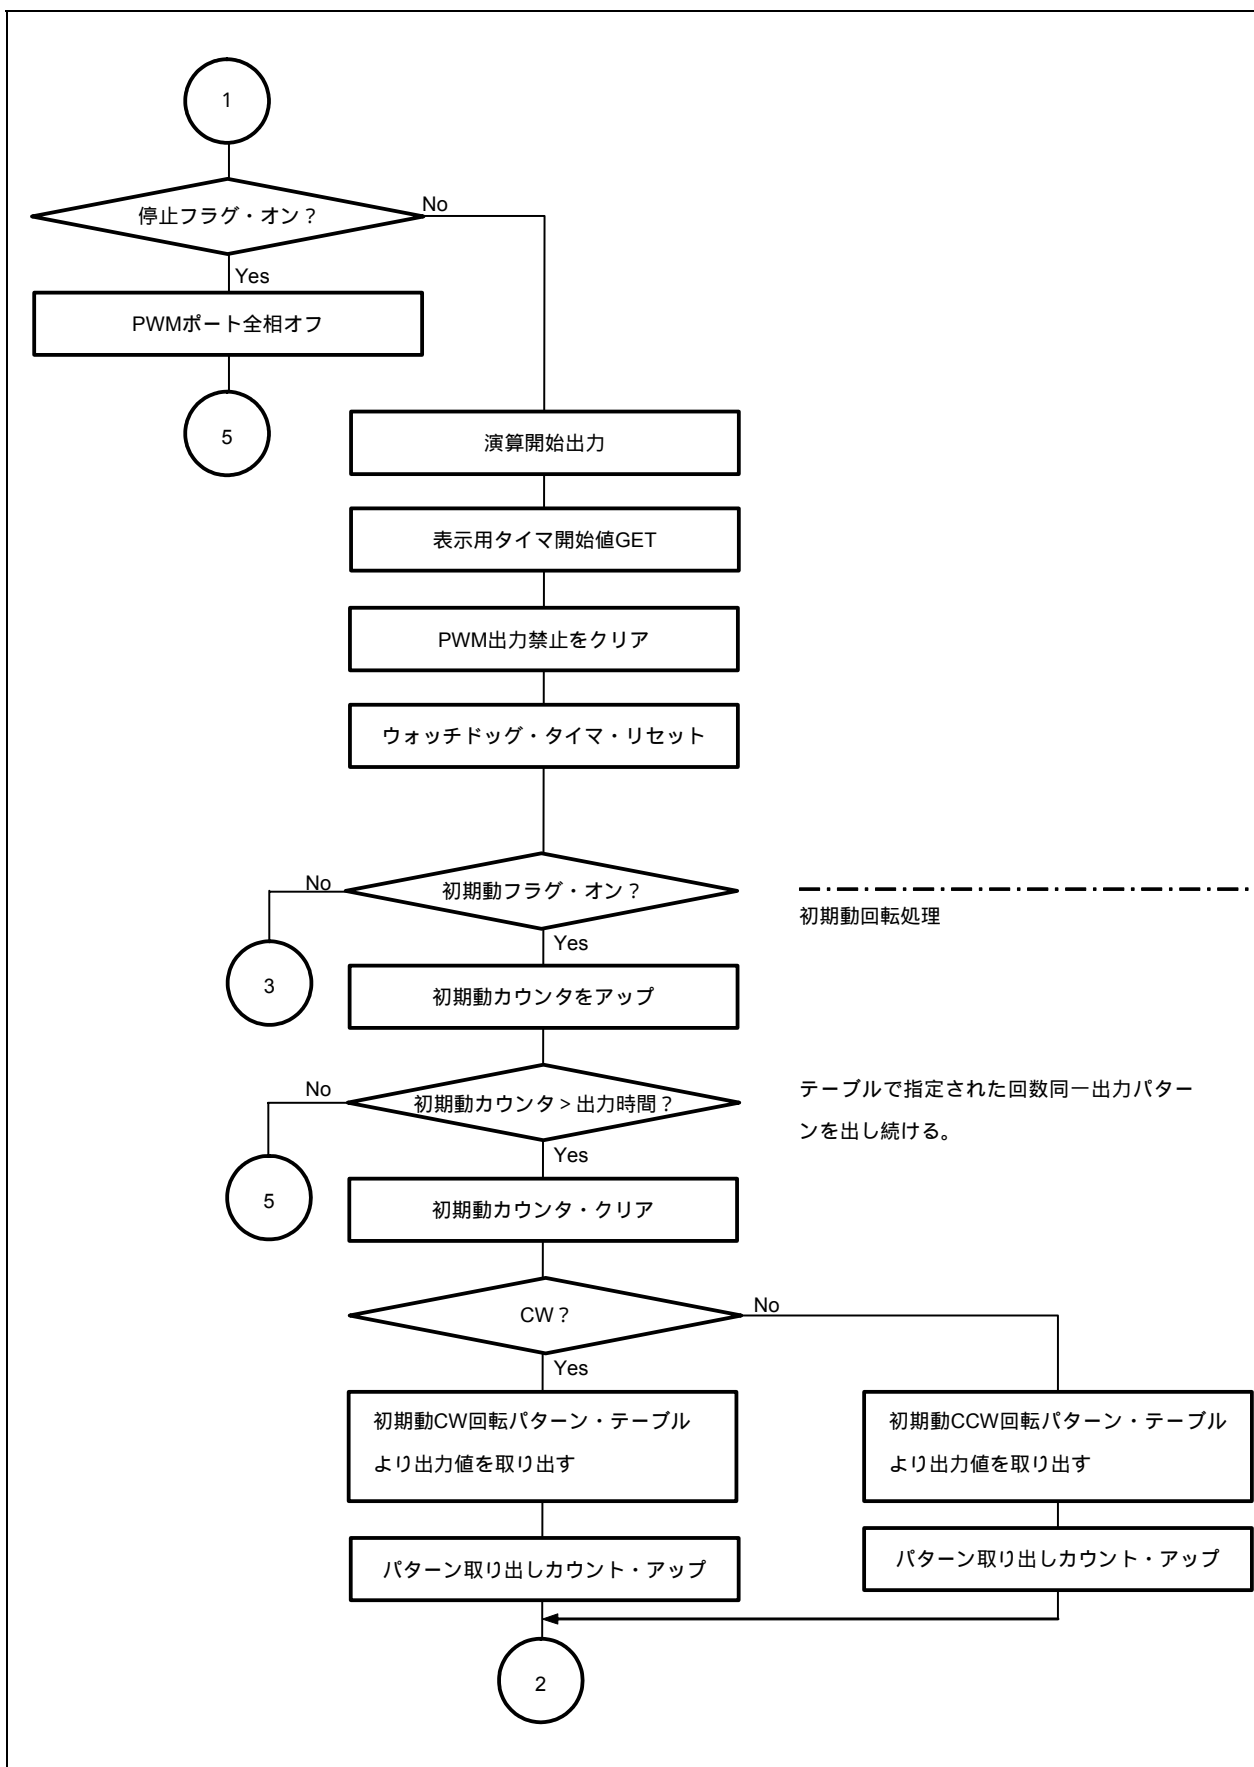 1
停止フラグ・オン？
No
Yes
PWMポート全相オフ
5
演算開始出力
表示用タイマ開始値GET
PWM出力禁止をクリア
ウォッチドッグ・タイマ・リセット
初期動フラグ・オン？
No
初期動回転処理
Yes
3
初期動カウンタをアップ
No
初期動カウンタ＞出力時間？
テーブルで指定された回数同一出力パター
ンを出し続ける。
Yes
5
初期動カウンタ・クリア
CW？
No
Yes
初期動CW回転パターン・テーブル
より出力値を取り出す
初期動CCW回転パターン・テーブル
より出力値を取り出す
パターン取り出しカウント・アップ
パターン取り出しカウント・アップ
2